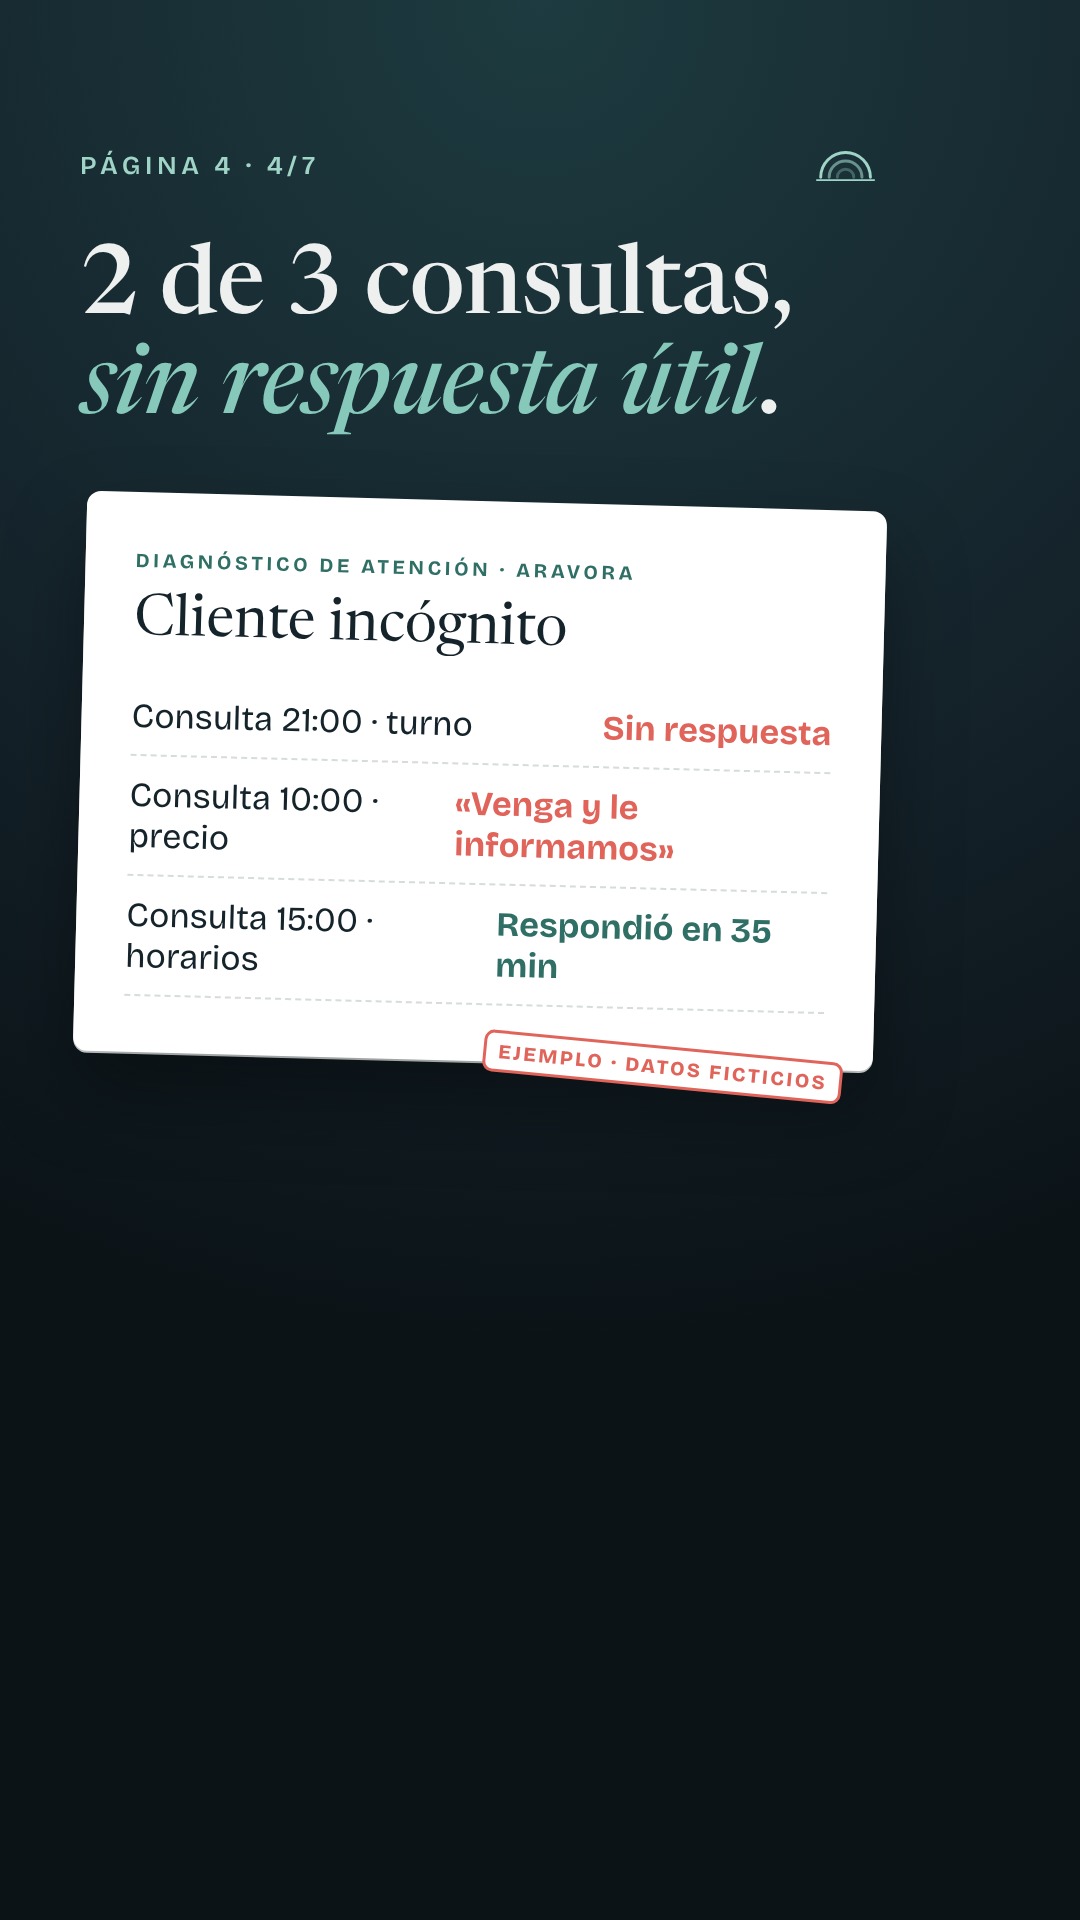 PÁGINA 4 · 4/7
2 de 3 consultas,
sin respuesta útil.
DIAGNÓSTICO DE ATENCIÓN · ARAVORA
Cliente incógnito
Consulta 21:00 · turno
Sin respuesta
Consulta 10:00 ·
precio
«Venga y le
informamos»
Consulta 15:00 ·
horarios
Respondió en 35
min
EJEMPLO · DATOS FICTICIOS